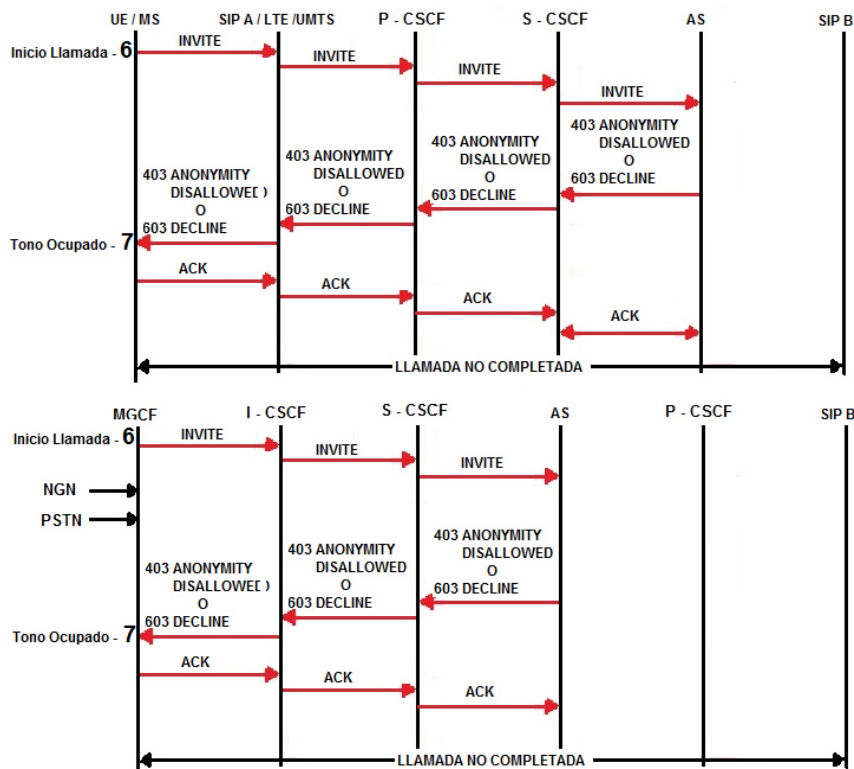 UE / MS SIP A / LTE /UMTS P - CSCF S - CSCF AS SIP B
Inicio Llamada - 6 INVITE
INVITE
INVITE
INVITE
403 ANONYMITY
DISALLOWED
O
603 DECLINE
403 ANONYMITY
DISALLOWED
O
603 DECLINE
403 ANONYMITY
DISALLOWED
O
603 DECLINE
403 ANONYMITY
DISALLOWED )
O
603 DECLINE
Tono Ocupado - 7
ACK
ACK
ACK
ACK
LLAMADA NO COMPLETADA
MGCF I - CSCF S - CSCF AS P - CSCF SIP B
Inicio Llamada - 6 INVITE
INVITE
INVITE
NGN
PSTN
403 ANONYMITY
DISALLOWED
O
603 DECLINE
403 ANONYMITY
DISALLOWED
O
603 DECLINE
403 ANONYMITY
DISALLOWED )
O
603 DECLINE
Tono Ocupado - 7
ACK
ACK
ACK
LLAMADA NO COMPLETADA